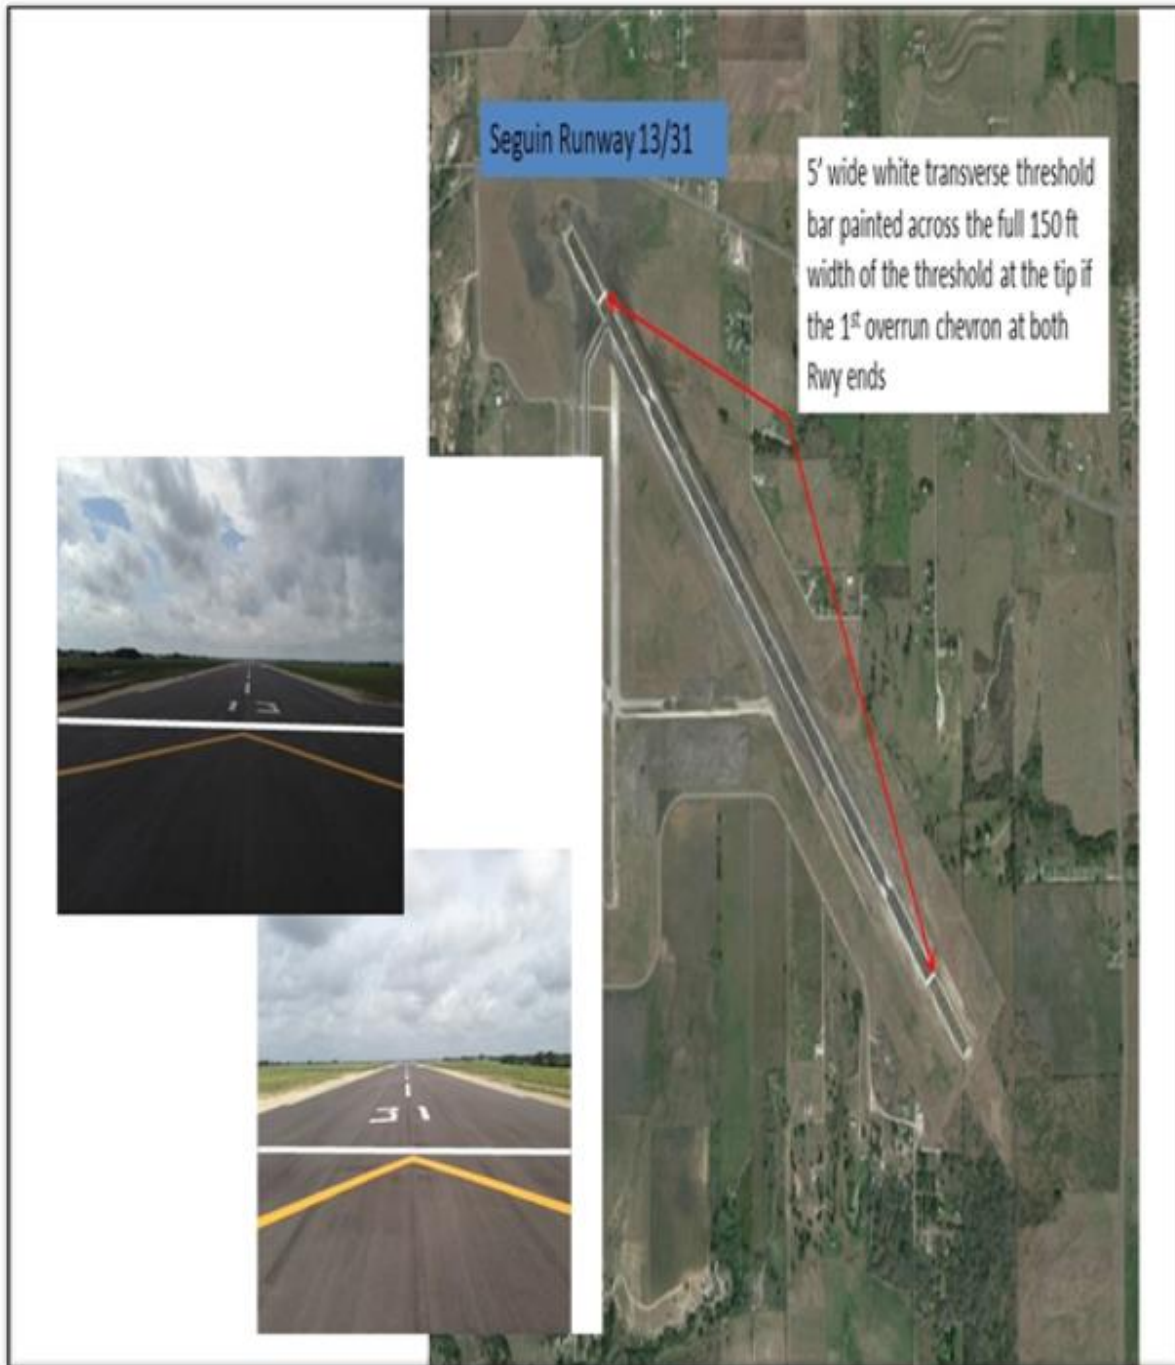 Seguin Runway 13/31
5' wide white transverse threshold
bar painted across the full 150 ft
width of the threshold at the tip if
the 1st overrun chevron at both
Rwy ends
13
31